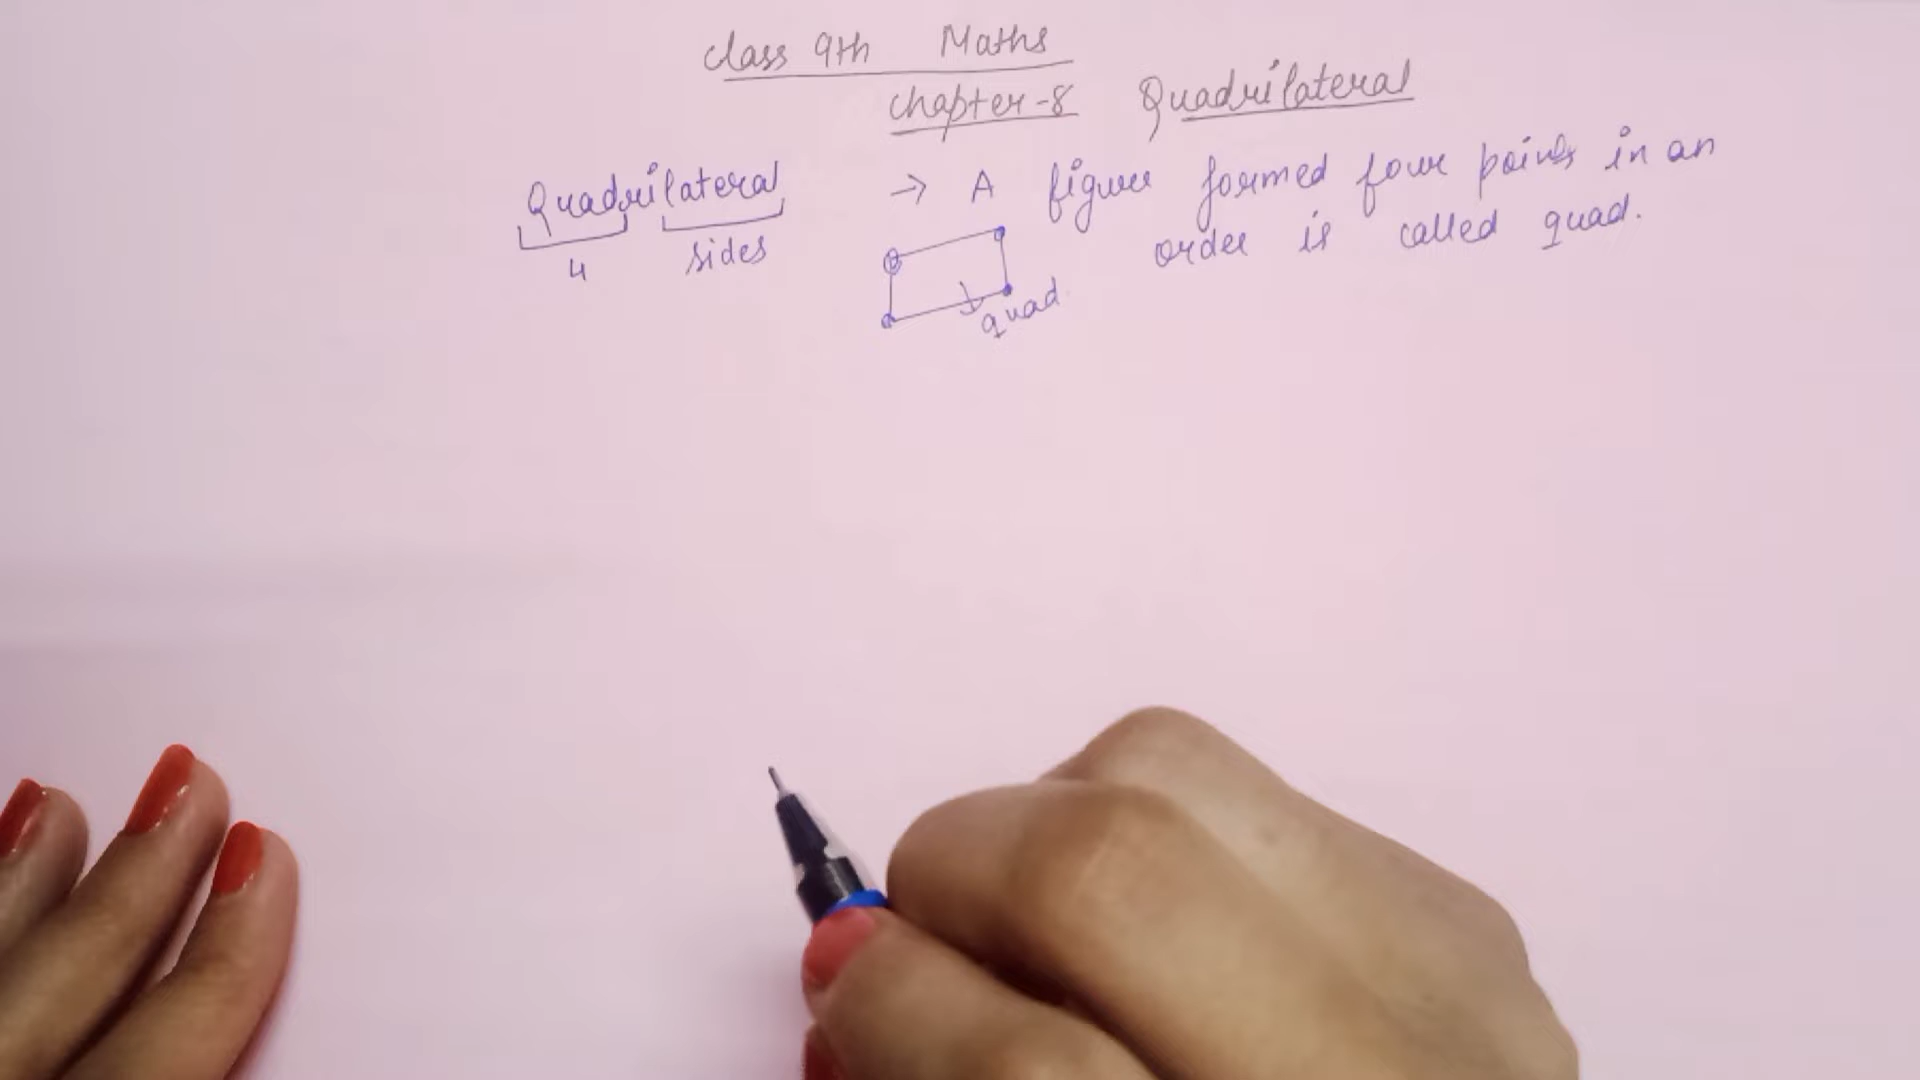 Class 9th Maths
Chapter-8 Quadrilateral
Quadrilateral → A figure formed four points in an
order is called quad.
4 sides
quad.